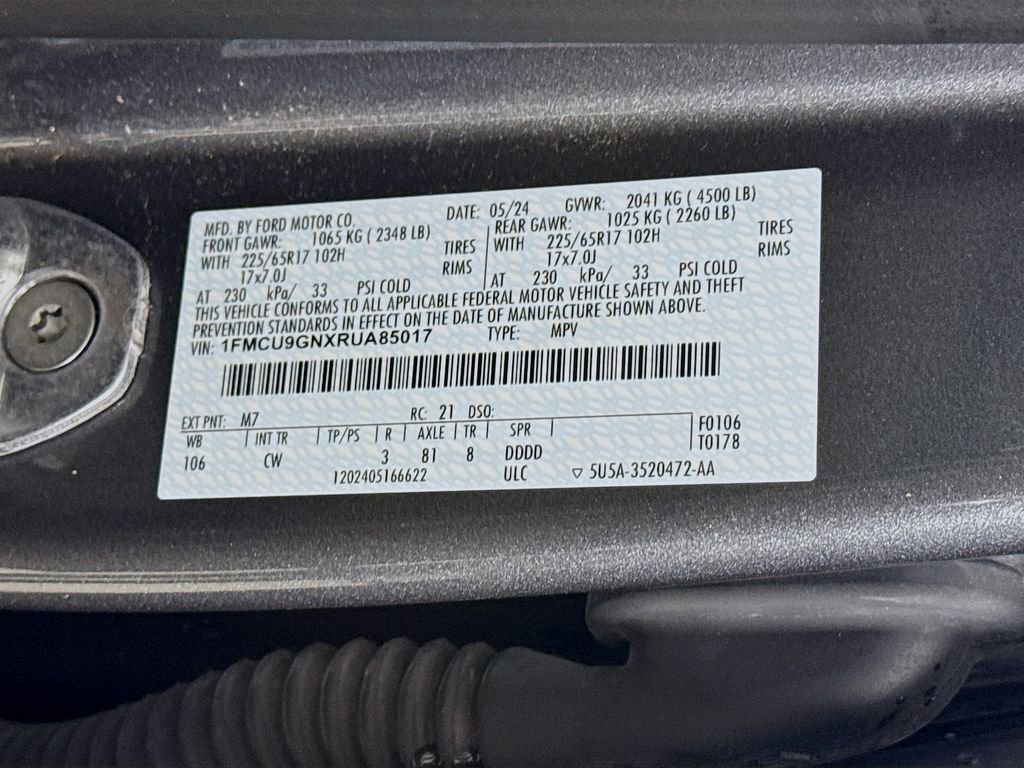 MFD. BY FORD MOTOR CO. DATE: 05/24 GVWR: 2041 KG ( 4500 LB)
FRONT GAWR: 1065 KG ( 2348 LB) REAR GAWR: 1025 KG ( 2260 LB)
WITH 225/65R17 102H TIRES WITH 225/65R17 102H TIRES
17x7.0J RIMS 17x7.0J RIMS
AT 230 kPa/ 33 PSI COLD AT 230 kPa/ 33 PSI COLD
THIS VEHICLE CONFORMS TO ALL APPLICABLE FEDERAL MOTOR VEHICLE SAFETY AND THEFT
PREVENTION STANDARDS IN EFFECT ON THE DATE OF MANUFACTURE SHOWN ABOVE.
VIN: 1FMCU9GNXRUA85017 TYPE: MPV
EXT PNT: M7 RC: 21 DSO: F0106
WB INT TR TP/PS R AXLE TR SPR T0178
106 CW 3 81 8 DDDD
1202405166622 ULC ▽ 5U5A-3520472-AA